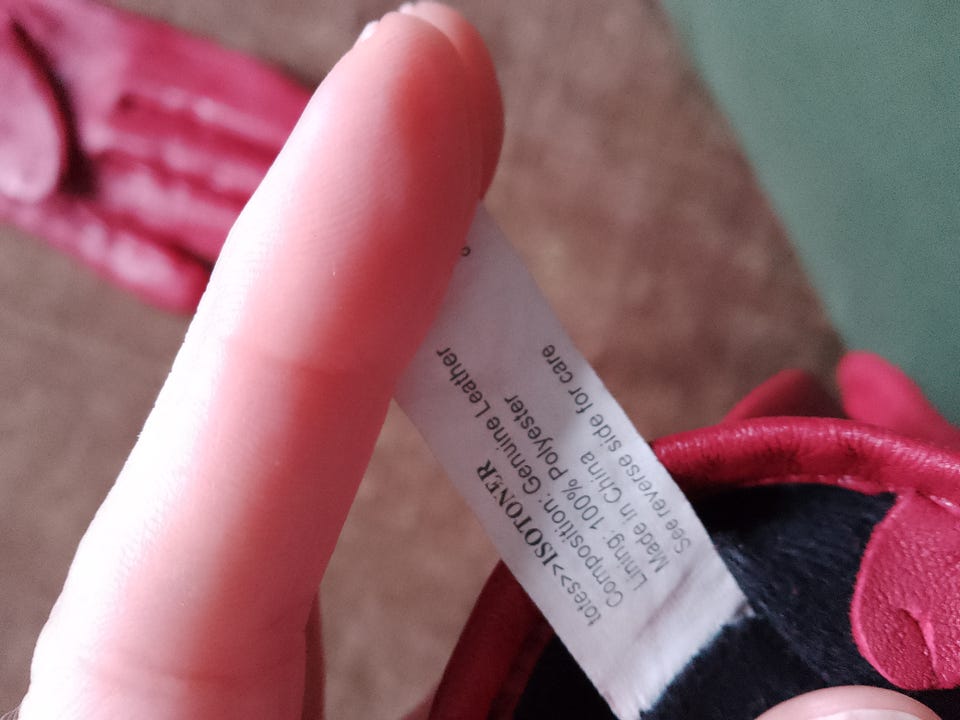 totes>>ISOTONER
Composition: Genuine Leather
Lining: 100% Polyester
Made in China
See reverse side for care